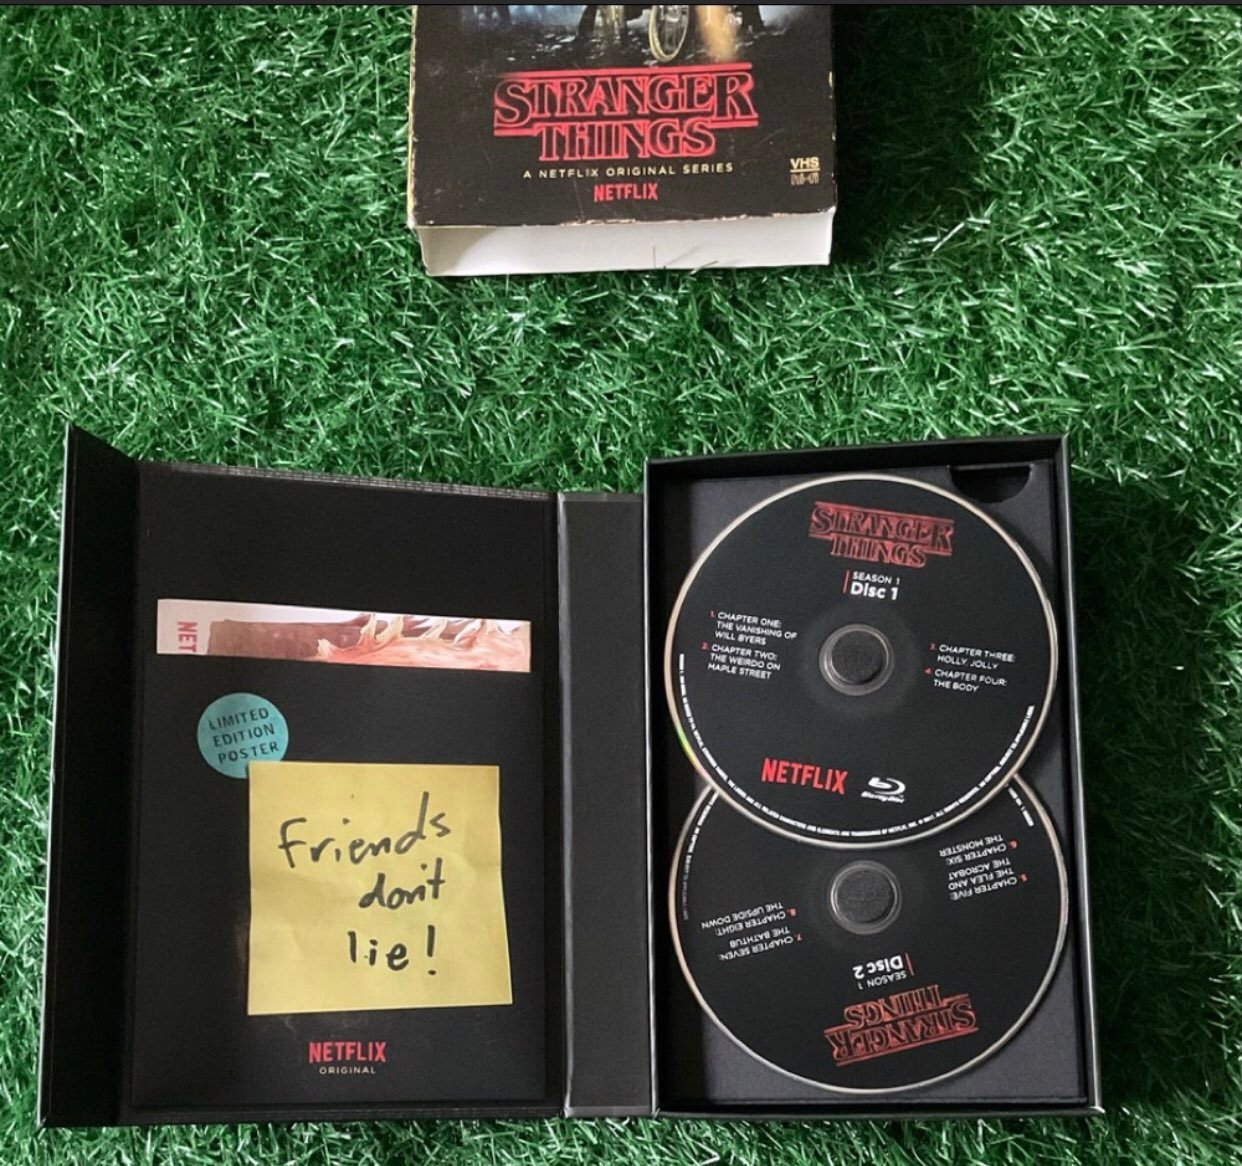 STRANGER
THINGS
A NETFLIX ORIGINAL SERIES
NETFLIX
VHS
NET
LIMITED
EDITION
POSTER
friends
don't
lie!
NETFLIX
ORIGINAL
STRANGER
THINGS
SEASON 1
Disc 1
1. CHAPTER ONE:
THE VANISHING OF
WILL BYERS
2. CHAPTER TWO:
THE WEIRDO ON
MAPLE STREET
3. CHAPTER THREE:
HOLLY, JOLLY
4. CHAPTER FOUR:
THE BODY
NETFLIX
Blu-ray Disc
STRANGER
THINGS
SEASON 1
Disc 2
5. CHAPTER FIVE:
THE FLEA AND
THE ACROBAT
6. CHAPTER SIX:
THE MONSTER
7. CHAPTER SEVEN:
THE BATHTUB
8. CHAPTER EIGHT:
THE UPSIDE DOWN